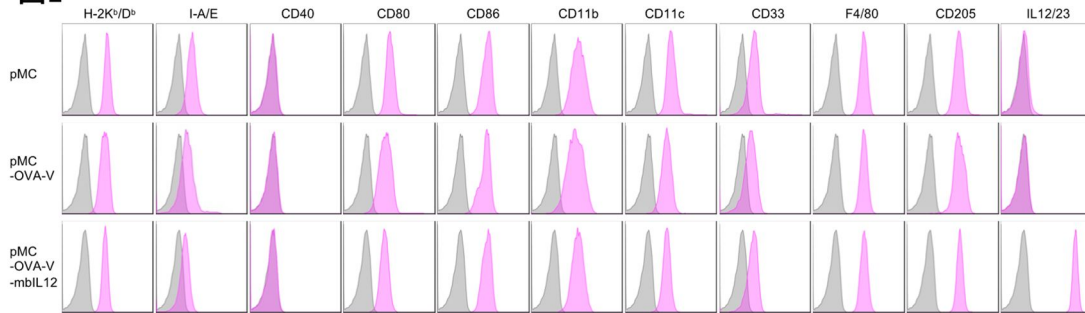 H-2Kᵇ/Dᵇ I-A/E CD40 CD80 CD86 CD11b CD11c CD33 F4/80 CD205 IL12/23
pMC
pMC
-OVA-V
pMC
-OVA-V
-mbIL12